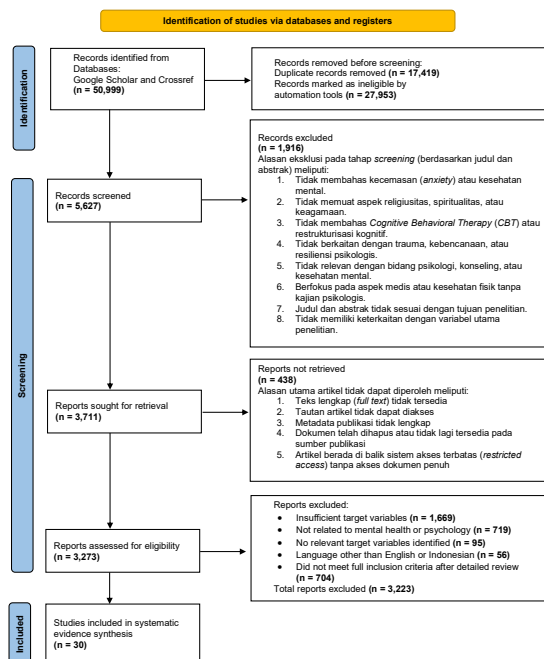 Identification of studies via databases and registers
Identification
Records identified from
Databases:
Google Scholar and Crossref
(n = 50,999)
Records removed before screening:
Duplicate records removed (n = 17,419)
Records marked as ineligible by
automation tools
(n = 27,953)
Screening
Records screened
(n = 5,627)
Records excluded
(n = 1,916)
Alasan eksklusi pada tahap screening (berdasarkan judul dan
abstrak) meliputi:
1. Tidak membahas kecemasan (anxiety) atau kesehatan
mental.
2. Tidak memuat aspek religiusitas, spiritualitas, atau
keagamaan.
3. Tidak membahas Cognitive Behavioral Therapy (CBT) atau
restrukturisasi kognitif.
4. Tidak berkaitan dengan trauma, kebencanaan, atau
resiliensi psikologis.
5. Tidak relevan dengan bidang psikologi, konseling, atau
kesehatan mental.
6. Berfokus pada aspek medis atau kesehatan fisik tanpa
kajian psikologis.
7. Judul dan abstrak tidak sesuai dengan tujuan penelitian.
8. Tidak memiliki keterkaitan dengan variabel utama
penelitian.
Reports sought for retrieval
(n = 3,711)
Reports not retrieved
(n = 438)
Alasan utama artikel tidak dapat diperoleh meliputi:
1. Teks lengkap (full text) tidak tersedia
2. Tautan artikel tidak dapat diakses
3. Metadata publikasi tidak lengkap
4. Dokumen telah dihapus atau tidak lagi tersedia pada
sumber publikasi
5. Artikel berada di balik sistem akses terbatas (restricted
access) tanpa akses dokumen penuh
Reports assessed for eligibility
(n = 3,273)
Reports excluded:
• Insufficient target variables (n = 1,669)
• Not related to mental health or psychology (n = 719)
• No relevant target variables identified (n = 95)
• Language other than English or Indonesian (n = 56)
• Did not meet full inclusion criteria after detailed review
(n = 704)
Total reports excluded (n = 3,223)
Included
Studies included in systematic
evidence synthesis
(n = 30)